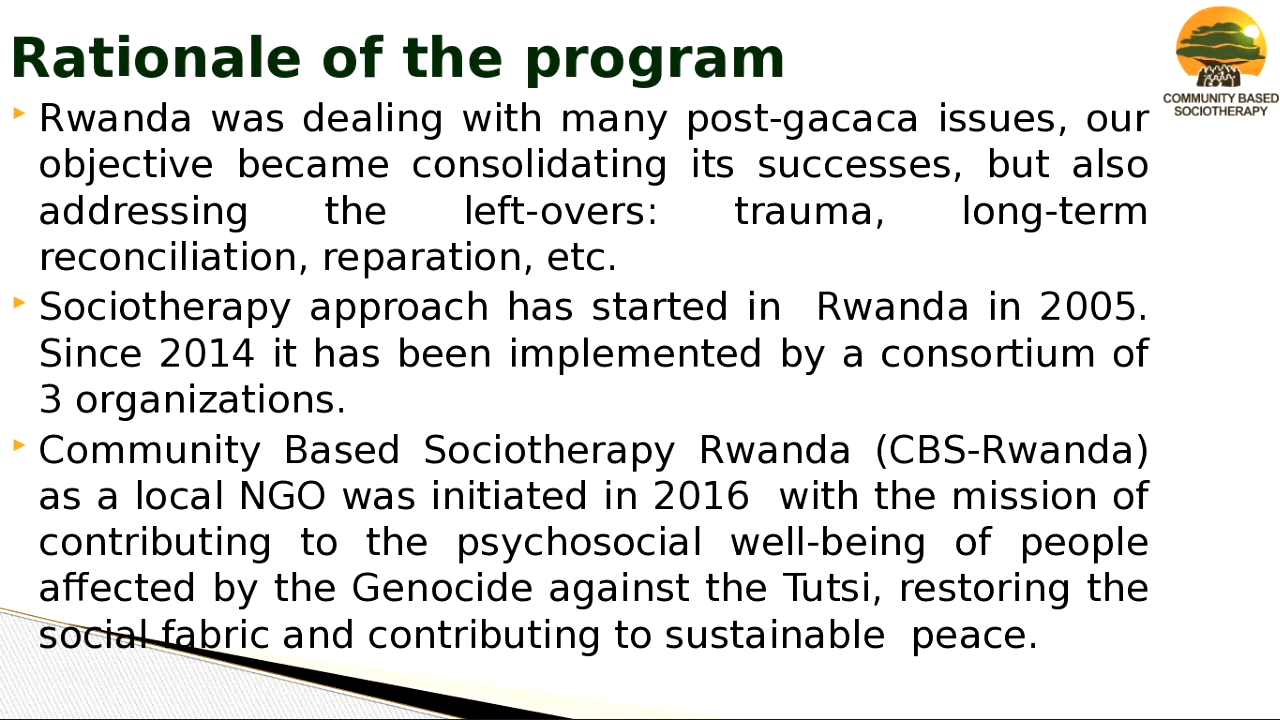 Rationale of the program
COMMUNITY BASED
SOCIOTHERAPY
Rwanda was dealing with many post-gacaca issues, our
objective became consolidating its successes, but also
addressing the left-overs: trauma, long-term
reconciliation, reparation, etc.
Sociotherapy approach has started in  Rwanda in 2005.
Since 2014 it has been implemented by a consortium of
3 organizations.
Community Based Sociotherapy Rwanda (CBS-Rwanda)
as a local NGO was initiated in 2016  with the mission of
contributing to the psychosocial well-being of people
affected by the Genocide against the Tutsi, restoring the
social fabric and contributing to sustainable  peace.